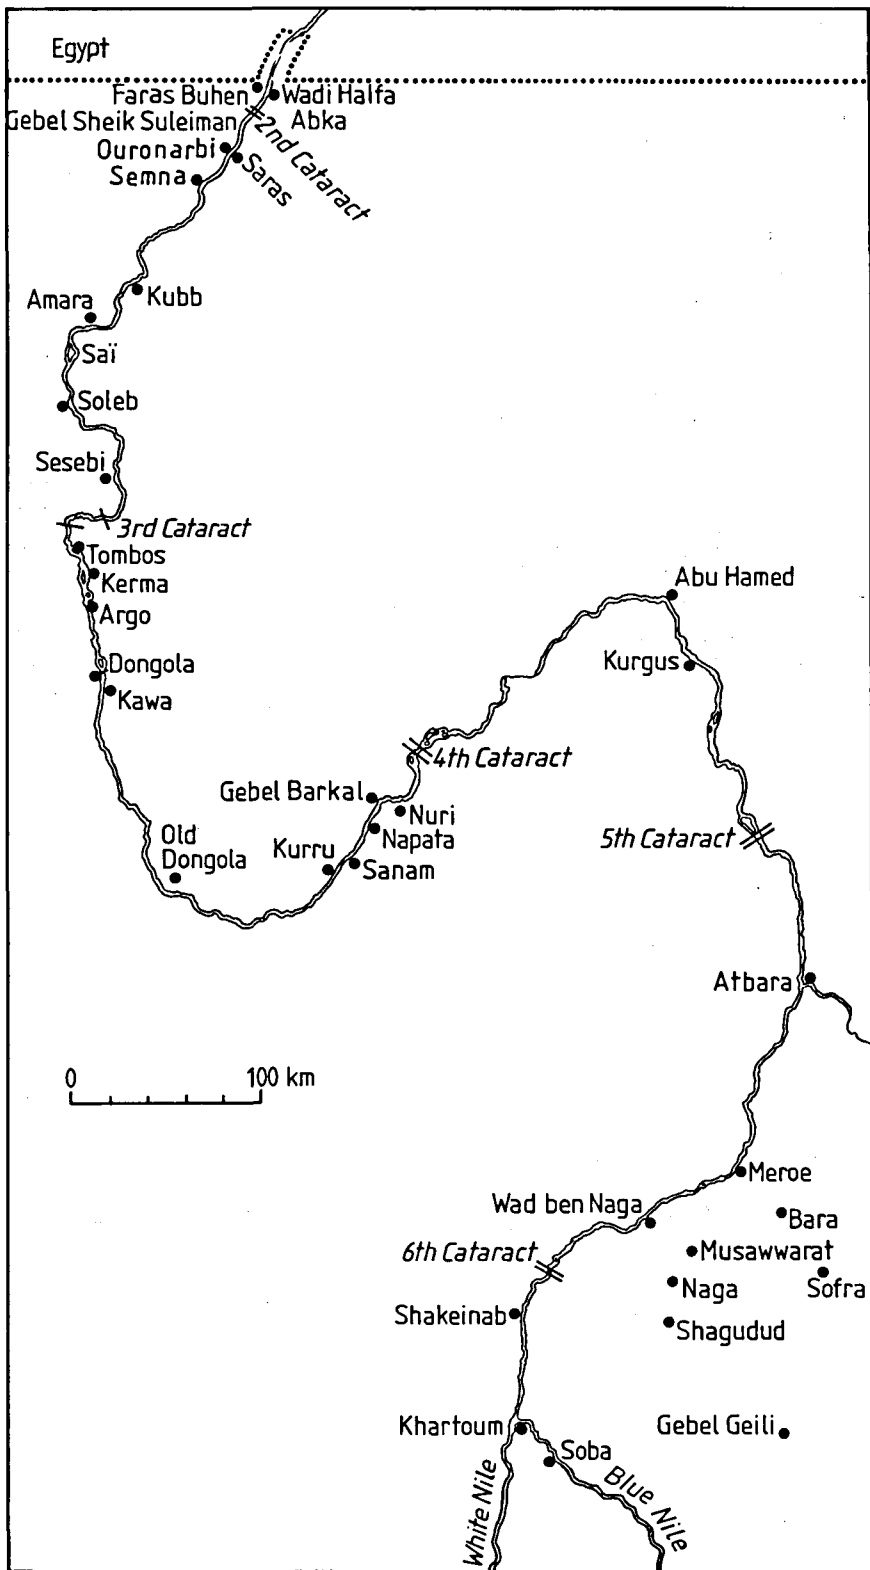 Egypt
Faras Buhen
Wadi Halfa
Gebel Sheik Suleiman
Abka
2nd Cataract
Ouronarbi
Saras
Semna
Kubb
Amara
Saï
Soleb
Sesebi
3rd Cataract
Tombos
Kerma
Argo
Abu Hamed
Dongola
Kurgus
Kawa
4th Cataract
Gebel Barkal
Nuri
Napata
Old
Dongola
Kurru
Sanam
5th Cataract
Atbara
0 100 km
Meroe
Wad ben Naga
Bara
6th Cataract
Musawwarat
Naga
Sofra
Shakeinab
Shagudud
Khartoum
Gebel Geili
Soba
White Nile
Blue Nile